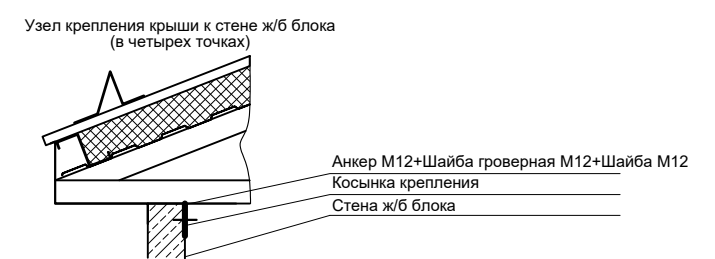 Узел крепления крыши к стене ж/б блока
(в четырех точках)
Анкер М12+Шайба гроверная М12+Шайба М12
Косынка крепления
Стена ж/б блока